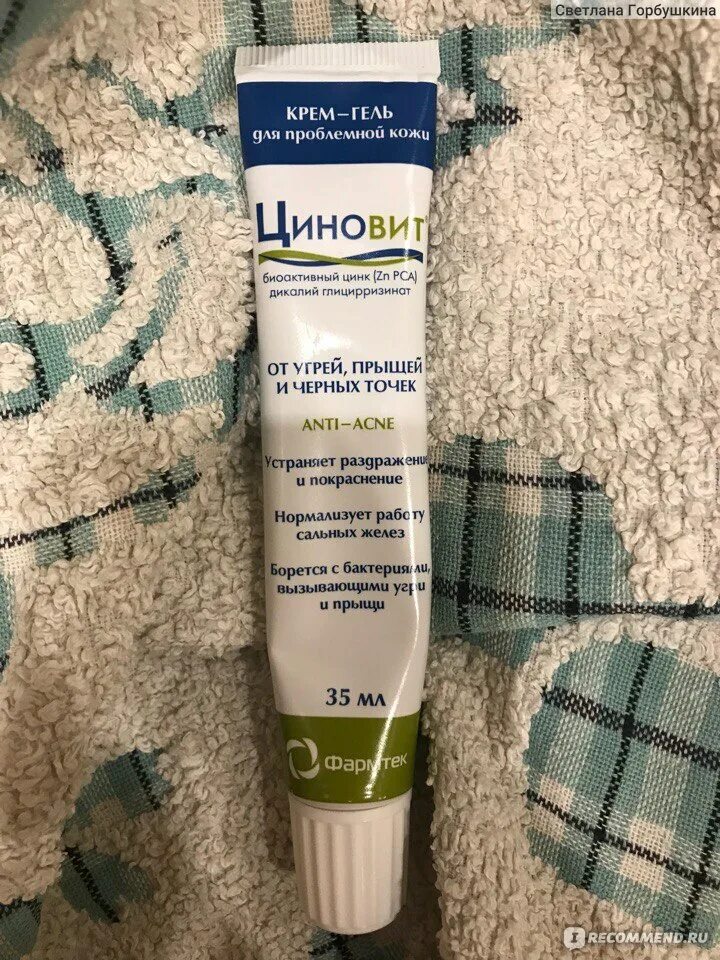 Светлана Горбушкина
КРЕМ-ГЕЛЬ
для проблемной кожи
ЦИНОВИТ
биоактивный цинк (Zn PCA)
дикалий глицирризинат
ОТ УГРЕЙ, ПРЫЩЕЙ
И ЧЕРНЫХ ТОЧЕК
ANTI-ACNE
Устраняет раздражение
и покраснение
Нормализует работу
сальных желез
Борется с бактериями,
вызывающими угри
и прыщи
35 мл
Фармтек
IRECOMMEND.RU